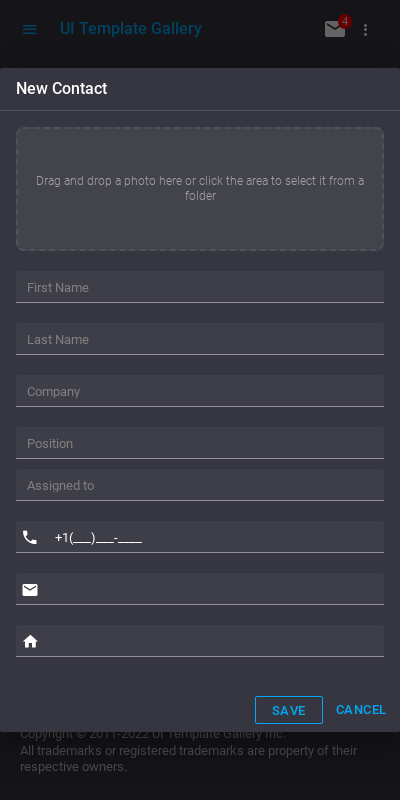 UI Template Gallery
4
New Contact
Drag and drop a photo here or click the area to select it from a
folder
First Name
Last Name
Company
Position
Assigned to
+1(___)___-____
SAVE
CANCEL
Copyright © 2011-2022 UI Template Gallery Inc.
All trademarks or registered trademarks are property of their
respective owners.